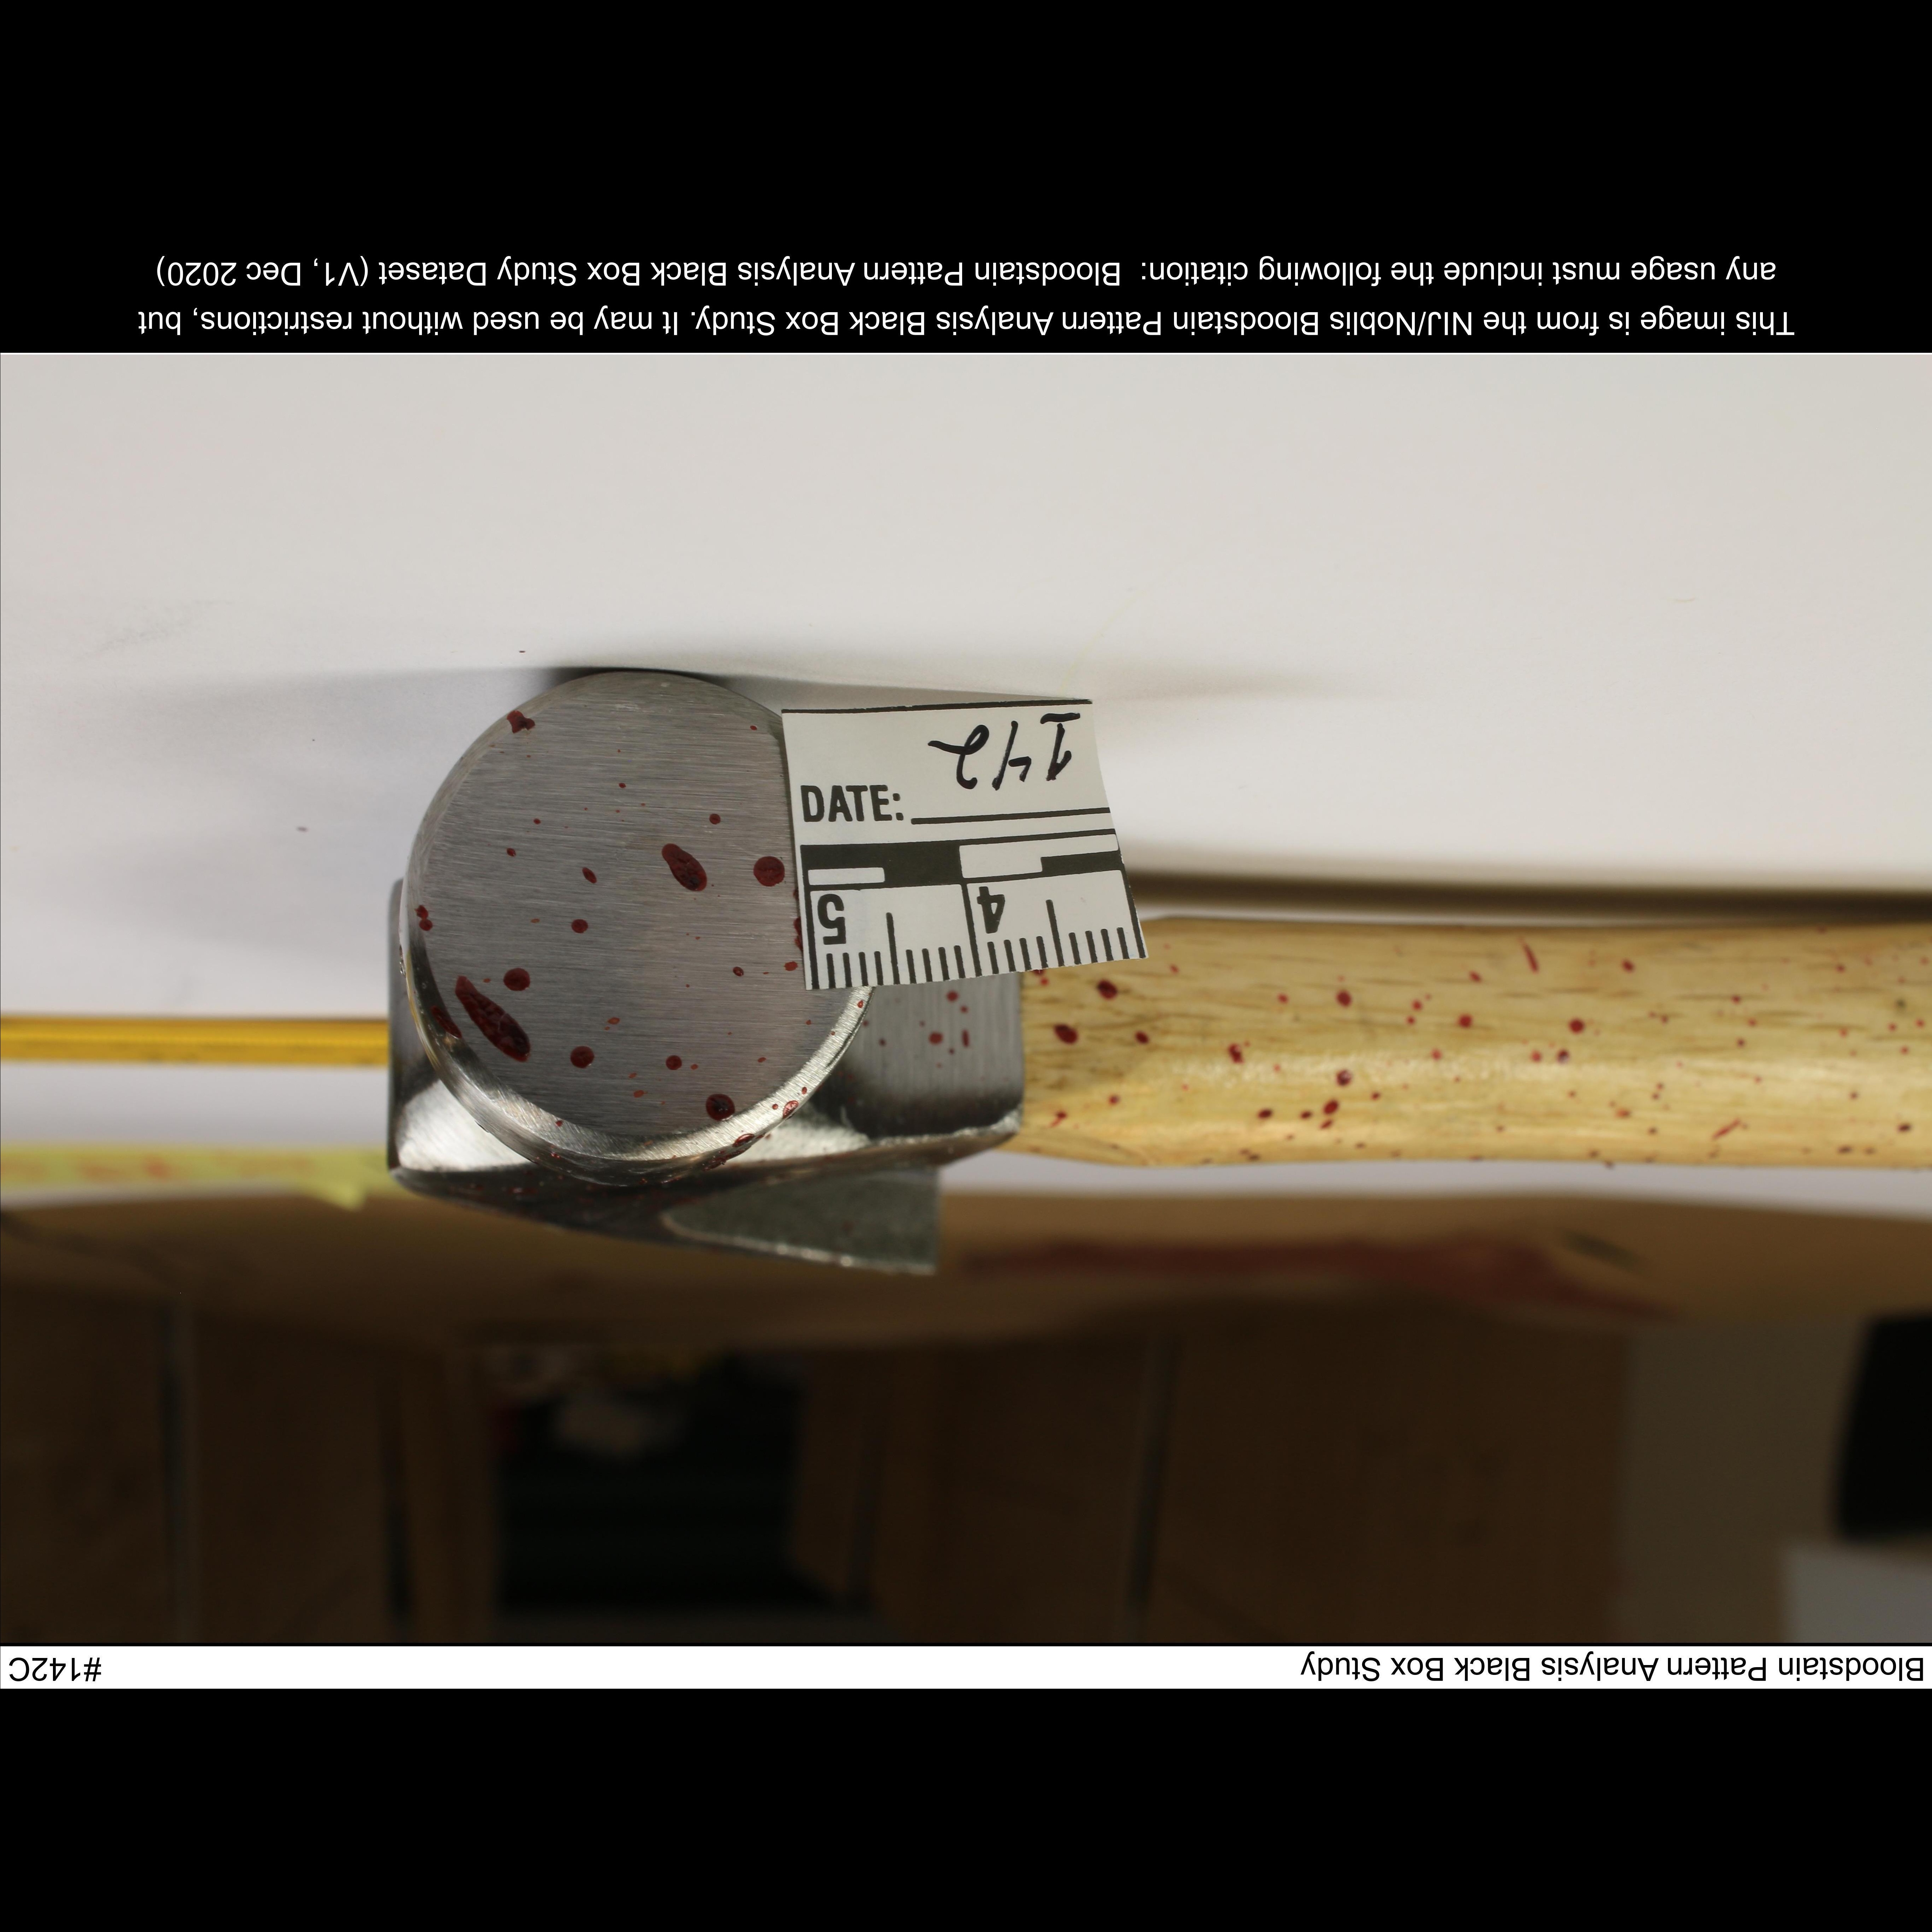 Bloodstain Pattern Analysis Black Box Study #142C
4 5
DATE:
142
This image is from the NIJ/Noblis Bloodstain Pattern Analysis Black Box Study. It may be used without restrictions, but
any usage must include the following citation: Bloodstain Pattern Analysis Black Box Study Dataset (V1, Dec 2020)